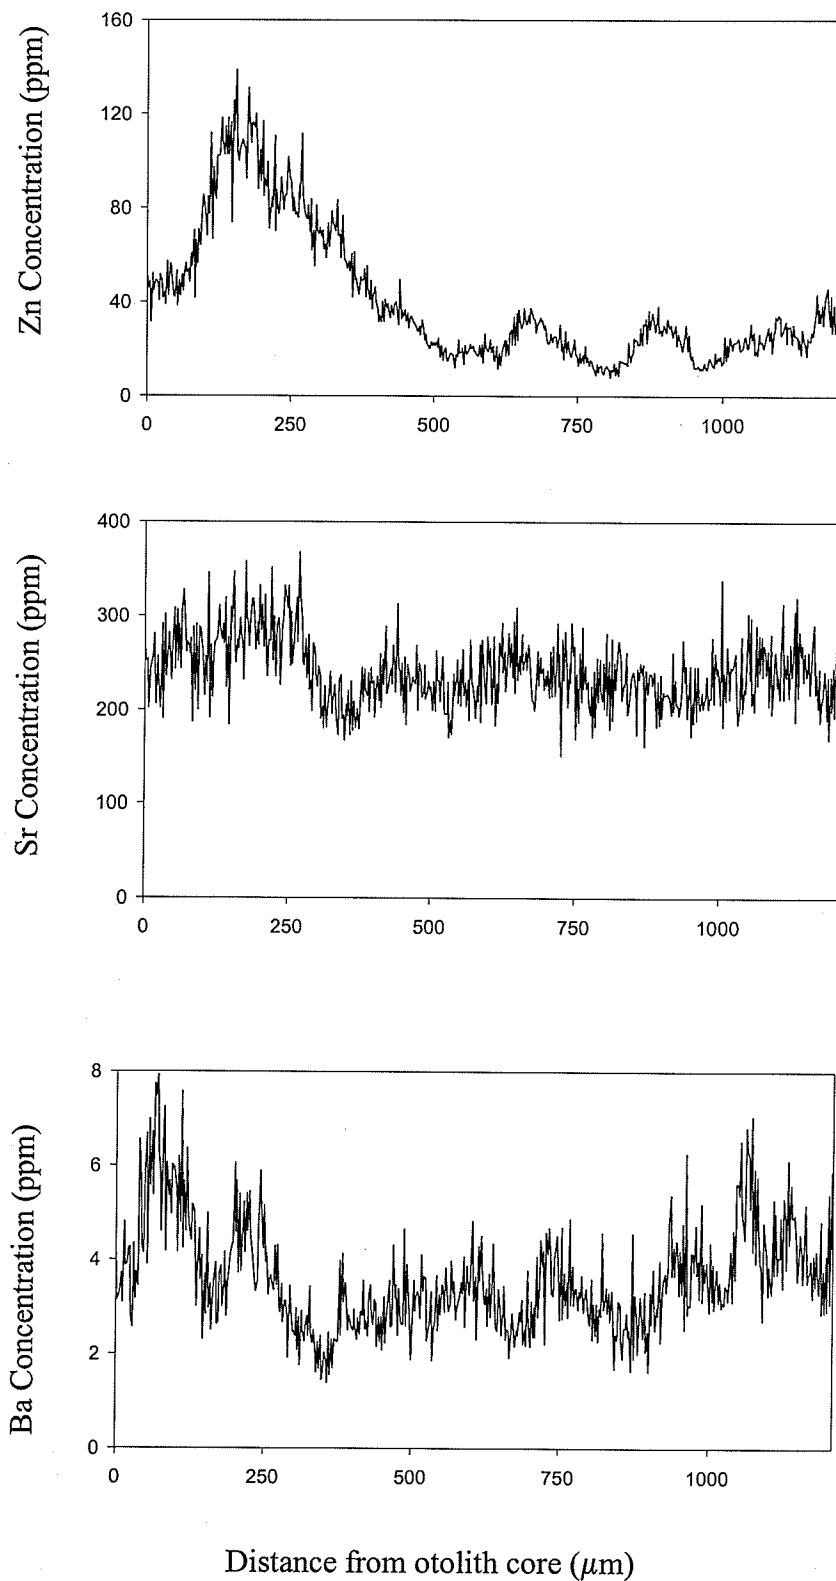 Zn Concentration (ppm)
160
120
80
40
0
0 250 500 750 1000
Sr Concentration (ppm)
400
300
200
100
0
0 250 500 750 1000
Ba Concentration (ppm)
8
6
4
2
0
0 250 500 750 1000
Distance from otolith core (μm)